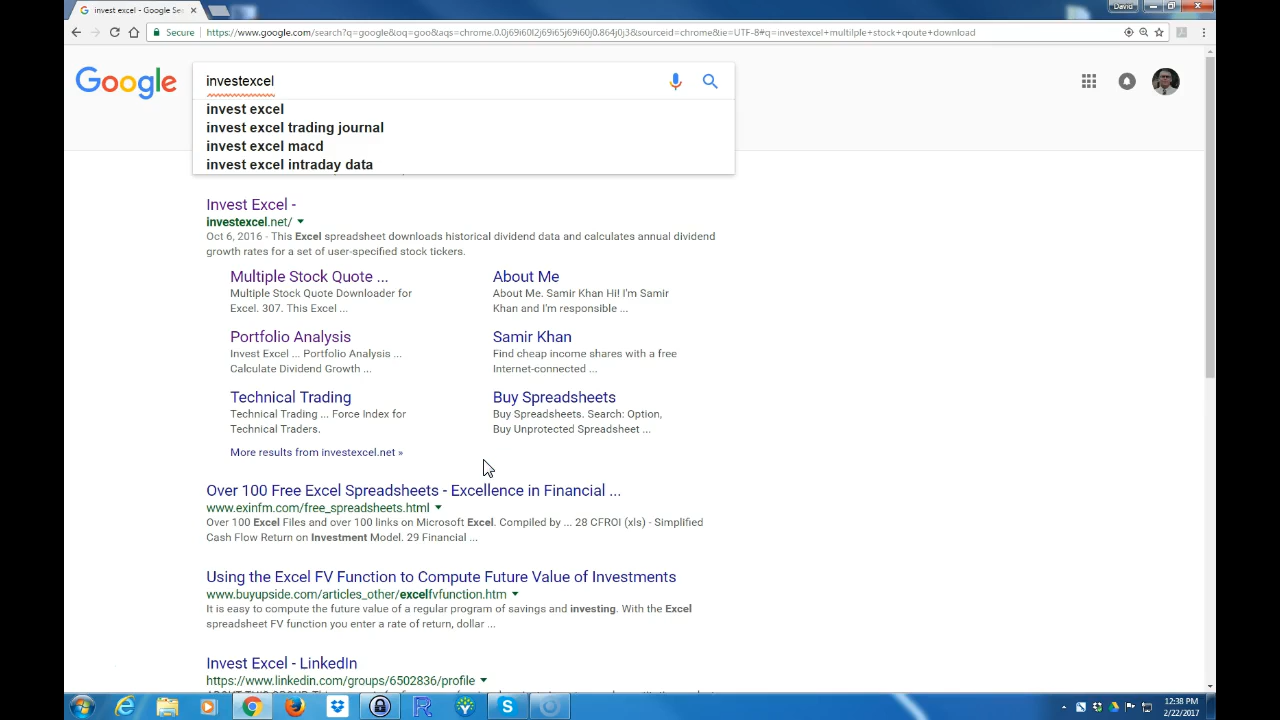 invest excel - Google Se
David
Secure
https://www.google.com/search?q=google&oq=goo&aqs=chrome.0.0j69i60l2j69i65j69i60j0.864j0j3&sourceid=chrome&ie=UTF-8#q=investexcel+multilple+stock+qoute+download
Google
investexcel
invest excel
invest excel trading journal
invest excel macd
invest excel intraday data
Invest Excel -
investexcel.net/
Oct 6, 2016 - This Excel spreadsheet downloads historical dividend data and calculates annual dividend
growth rates for a set of user-specified stock tickers.
Multiple Stock Quote ...
Multiple Stock Quote Downloader for
Excel. 307. This Excel ...
About Me
About Me. Samir Khan Hi! I'm Samir
Khan and I'm responsible ...
Portfolio Analysis
Invest Excel ... Portfolio Analysis ...
Calculate Dividend Growth ...
Samir Khan
Find cheap income shares with a free
Internet-connected ...
Technical Trading
Technical Trading ... Force Index for
Technical Traders.
Buy Spreadsheets
Buy Spreadsheets. Search: Option,
Buy Unprotected Spreadsheet ...
More results from investexcel.net »
Over 100 Free Excel Spreadsheets - Excellence in Financial ...
www.exinfm.com/free_spreadsheets.html
Over 100 Excel Files and over 100 links on Microsoft Excel. Compiled by ... 28 CFROI (xls) - Simplified
Cash Flow Return on Investment Model. 29 Financial ...
Using the Excel FV Function to Compute Future Value of Investments
www.buyupside.com/articles_other/excelfvfunction.htm
It is easy to compute the future value of a regular program of savings and investing. With the Excel
spreadsheet FV function you enter a rate of return, dollar ...
Invest Excel - LinkedIn
https://www.linkedin.com/groups/6502836/profile
12:38 PM
2/22/2017